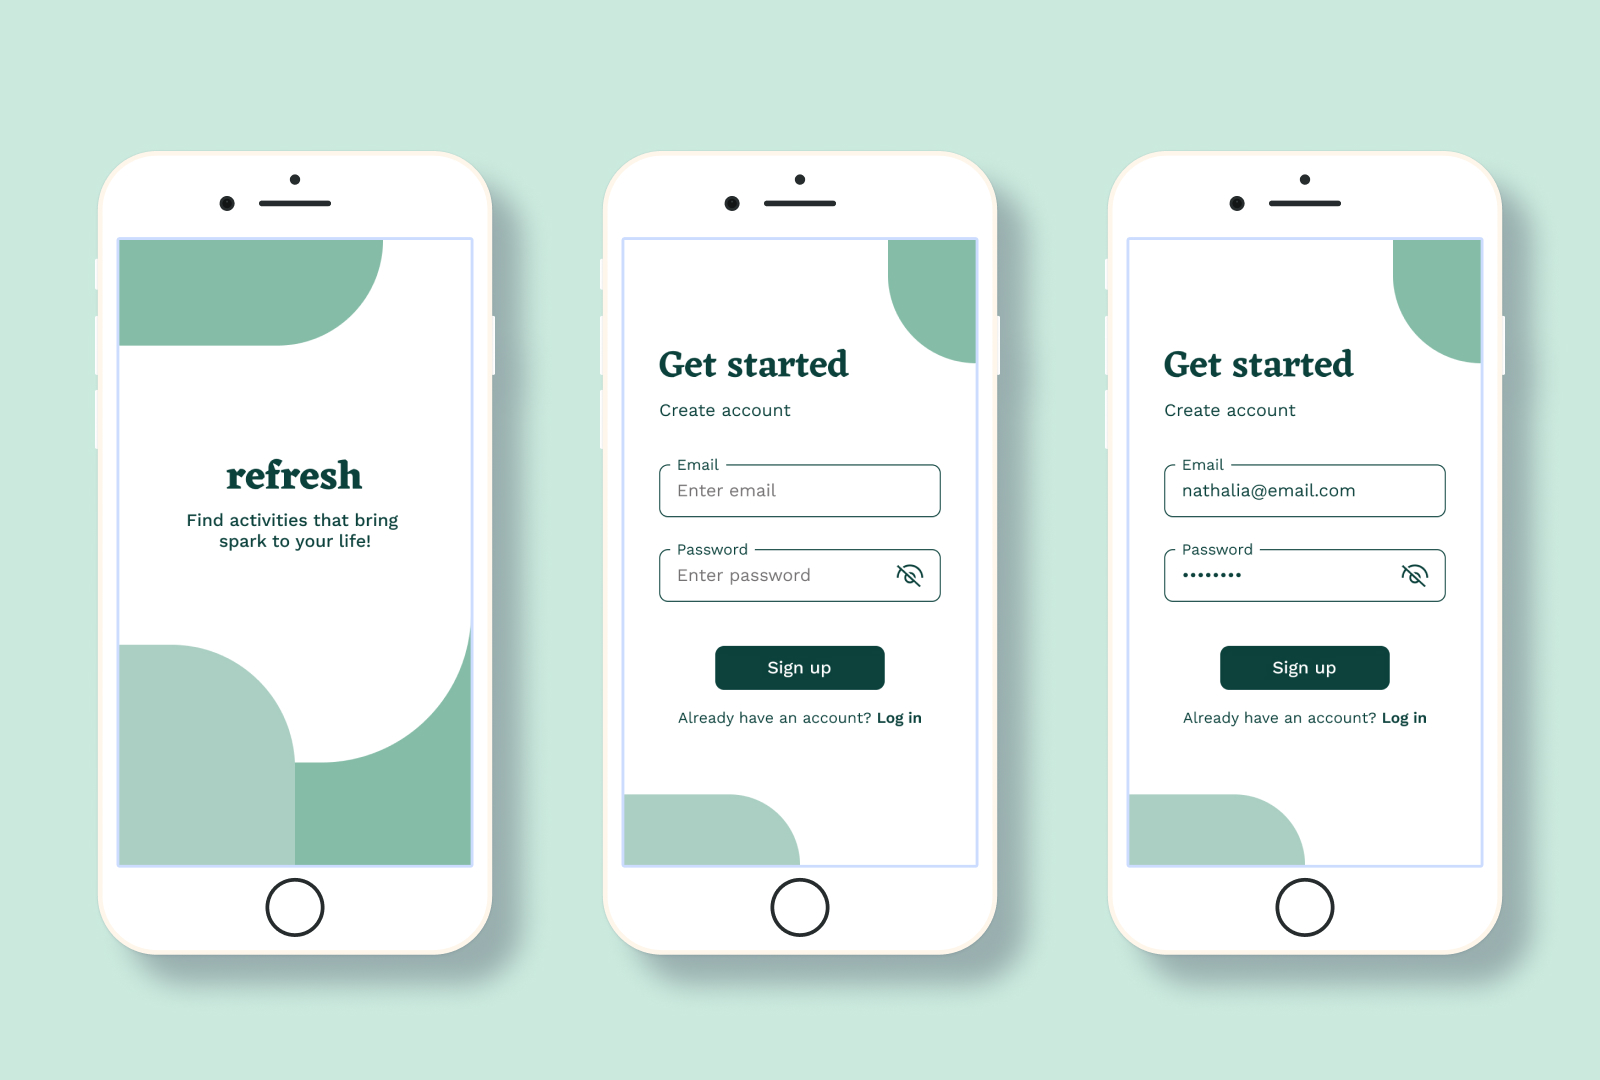 refresh
Find activities that bring
spark to your life!
Get started
Create account
Email
Enter email
Password
Enter password
Sign up
Already have an account? Log in
Get started
Create account
Email
nathalia@email.com
Password
••••••••
Sign up
Already have an account? Log in